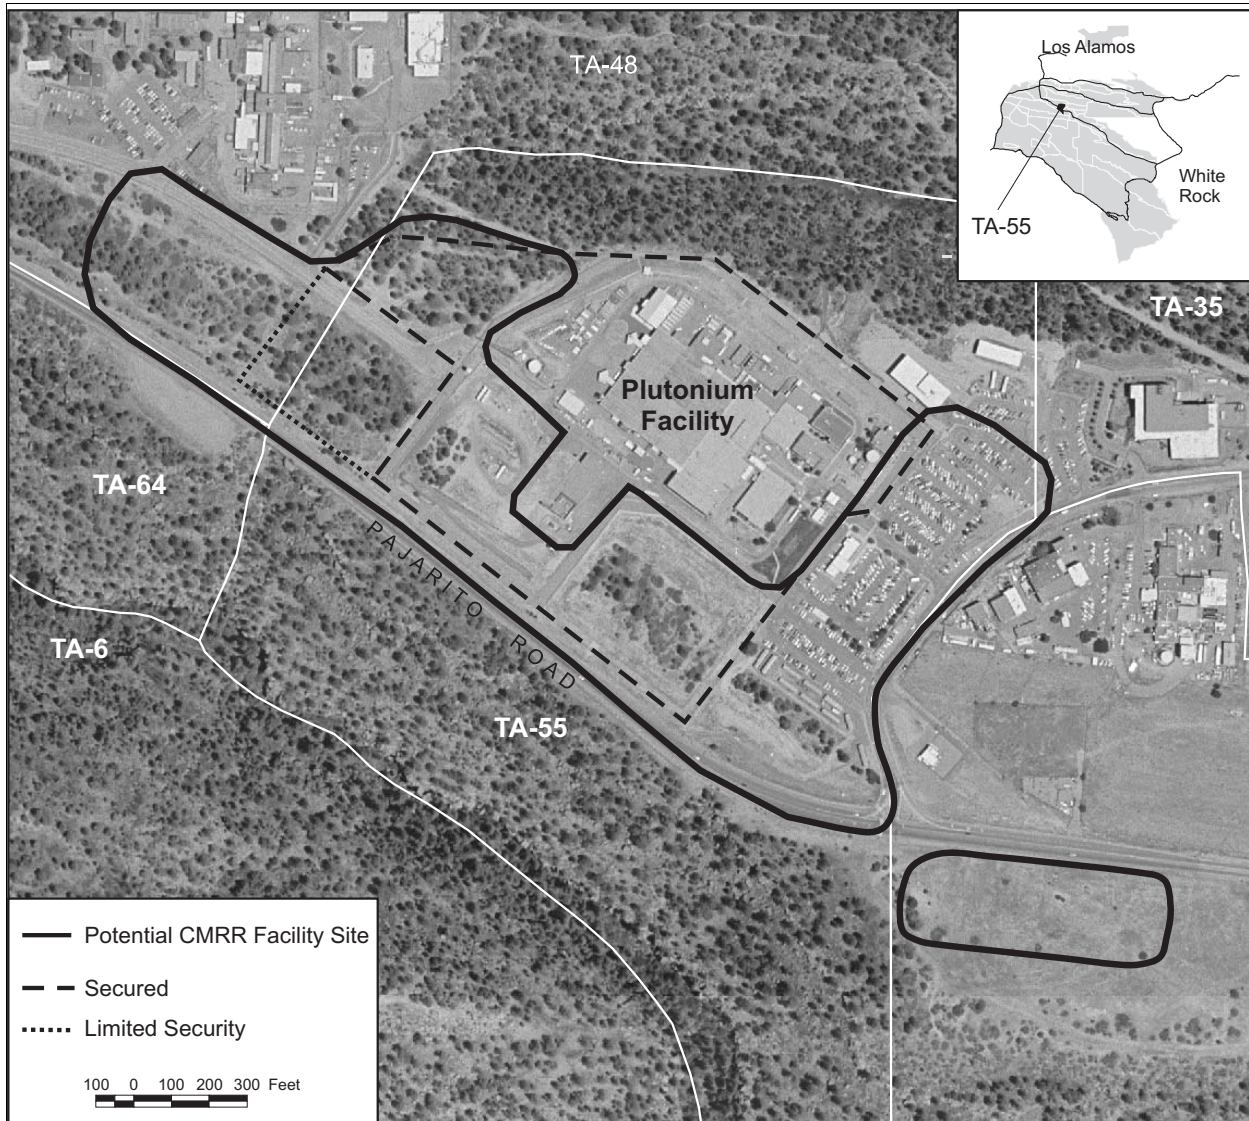 TA-48
Los Alamos
White
Rock
TA-55
TA-35
Plutonium
Facility
TA-64
PAJARITO ROAD
TA-6
TA-55
Potential CMRR Facility Site
Secured
Limited Security
100 0 100 200 300 Feet